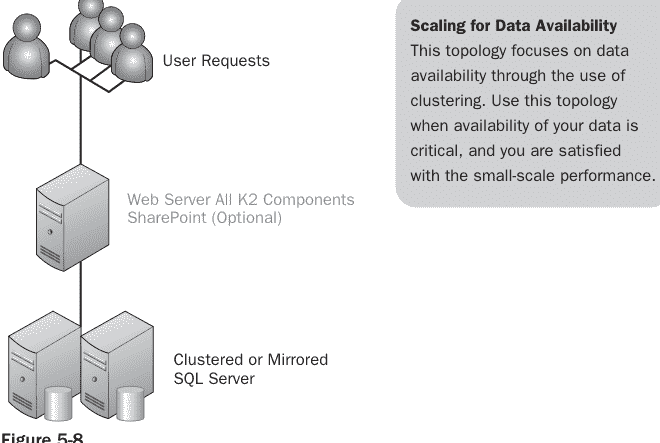 User Requests
Scaling for Data Availability
This topology focuses on data
availability through the use of
clustering. Use this topology
when availability of your data is
critical, and you are satisfied
with the small-scale performance.
Web Server All K2 Components
SharePoint (Optional)
Clustered or Mirrored
SQL Server
Figure 5-8